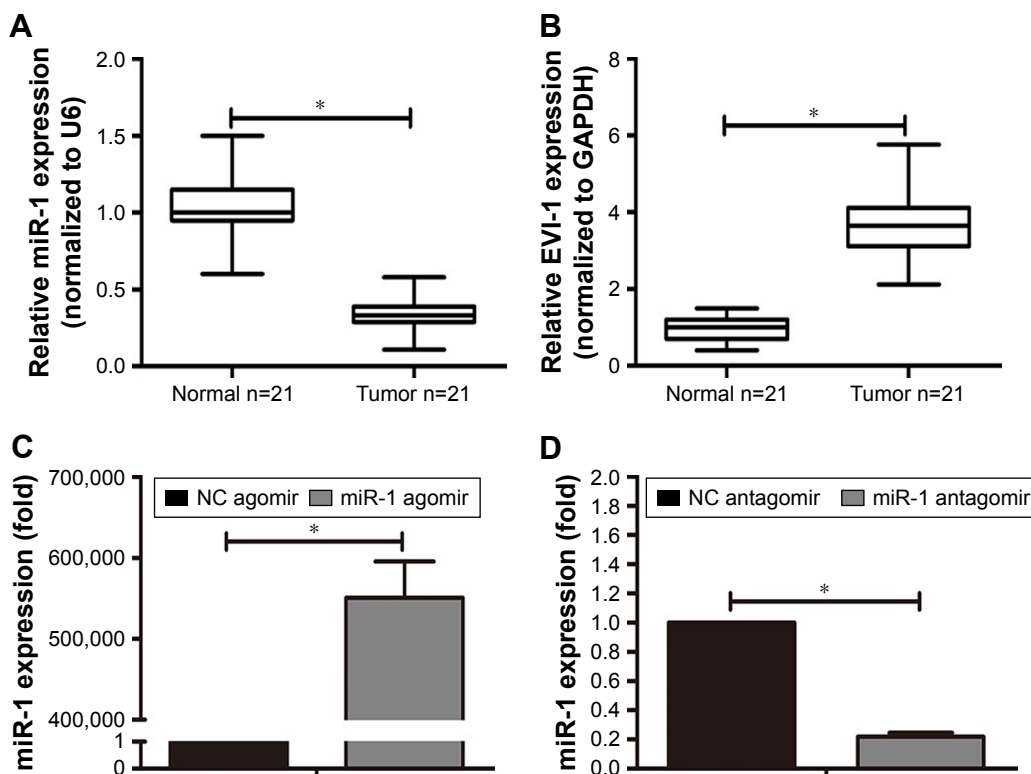 A
Relative miR-1 expression
(normalized to U6)
2.0
1.5
1.0
0.5
0.0
*
Normal n=21
Tumor n=21
B
Relative EVI-1 expression
(normalized to GAPDH)
8
6
4
2
0
*
Normal n=21
Tumor n=21
C
miR-1 expression (fold)
700,000
600,000
500,000
400,000
1
0
NC agomir miR-1 agomir
*
D
miR-1 expression (fold)
2.0
1.8
1.6
1.4
1.2
1.0
0.8
0.6
0.4
0.2
0.0
NC antagomir miR-1 antagomir
*